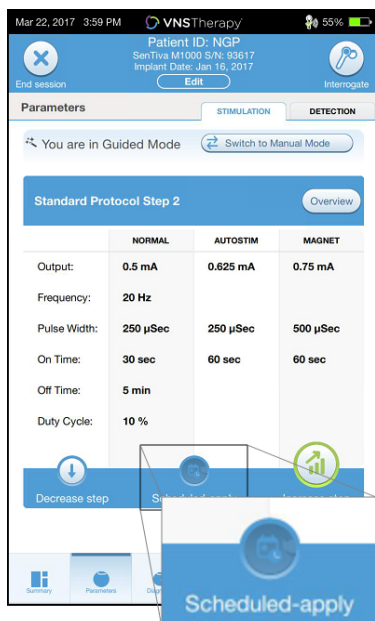 Mar 22, 2017 3:59 PM VNSTherapy 55%
Patient ID: NGP
SenTiva M1000 S/N: 93617
Implant Date: Jan 16, 2017
End session Edit Interrogate
Parameters STIMULATION DETECTION
You are in Guided Mode Switch to Manual Mode
Standard Protocol Step 2 Overview
NORMAL AUTOSTIM MAGNET
Output: 0.5 mA 0.625 mA 0.75 mA
Frequency: 20 Hz
Pulse Width: 250 µSec 250 µSec 500 µSec
On Time: 30 sec 60 sec 60 sec
Off Time: 5 min
Duty Cycle: 10 %
Decrease step
Scheduled-apply
Summary Parameters